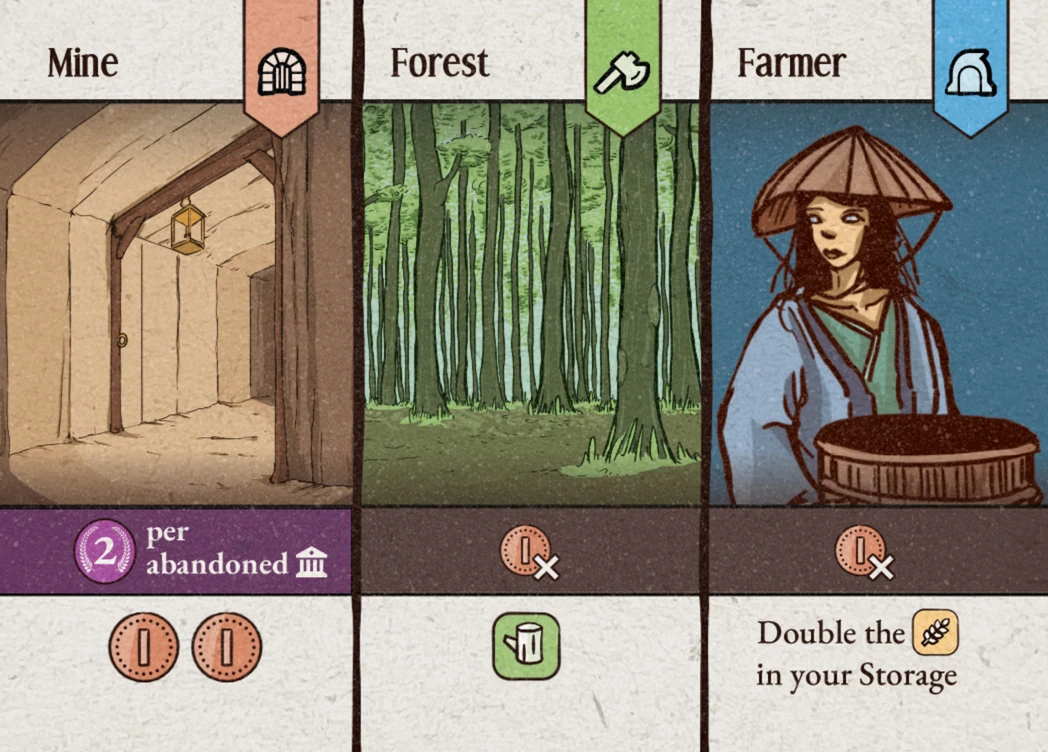 Mine
Forest
Farmer
2 per
abandoned
Double the
in your Storage